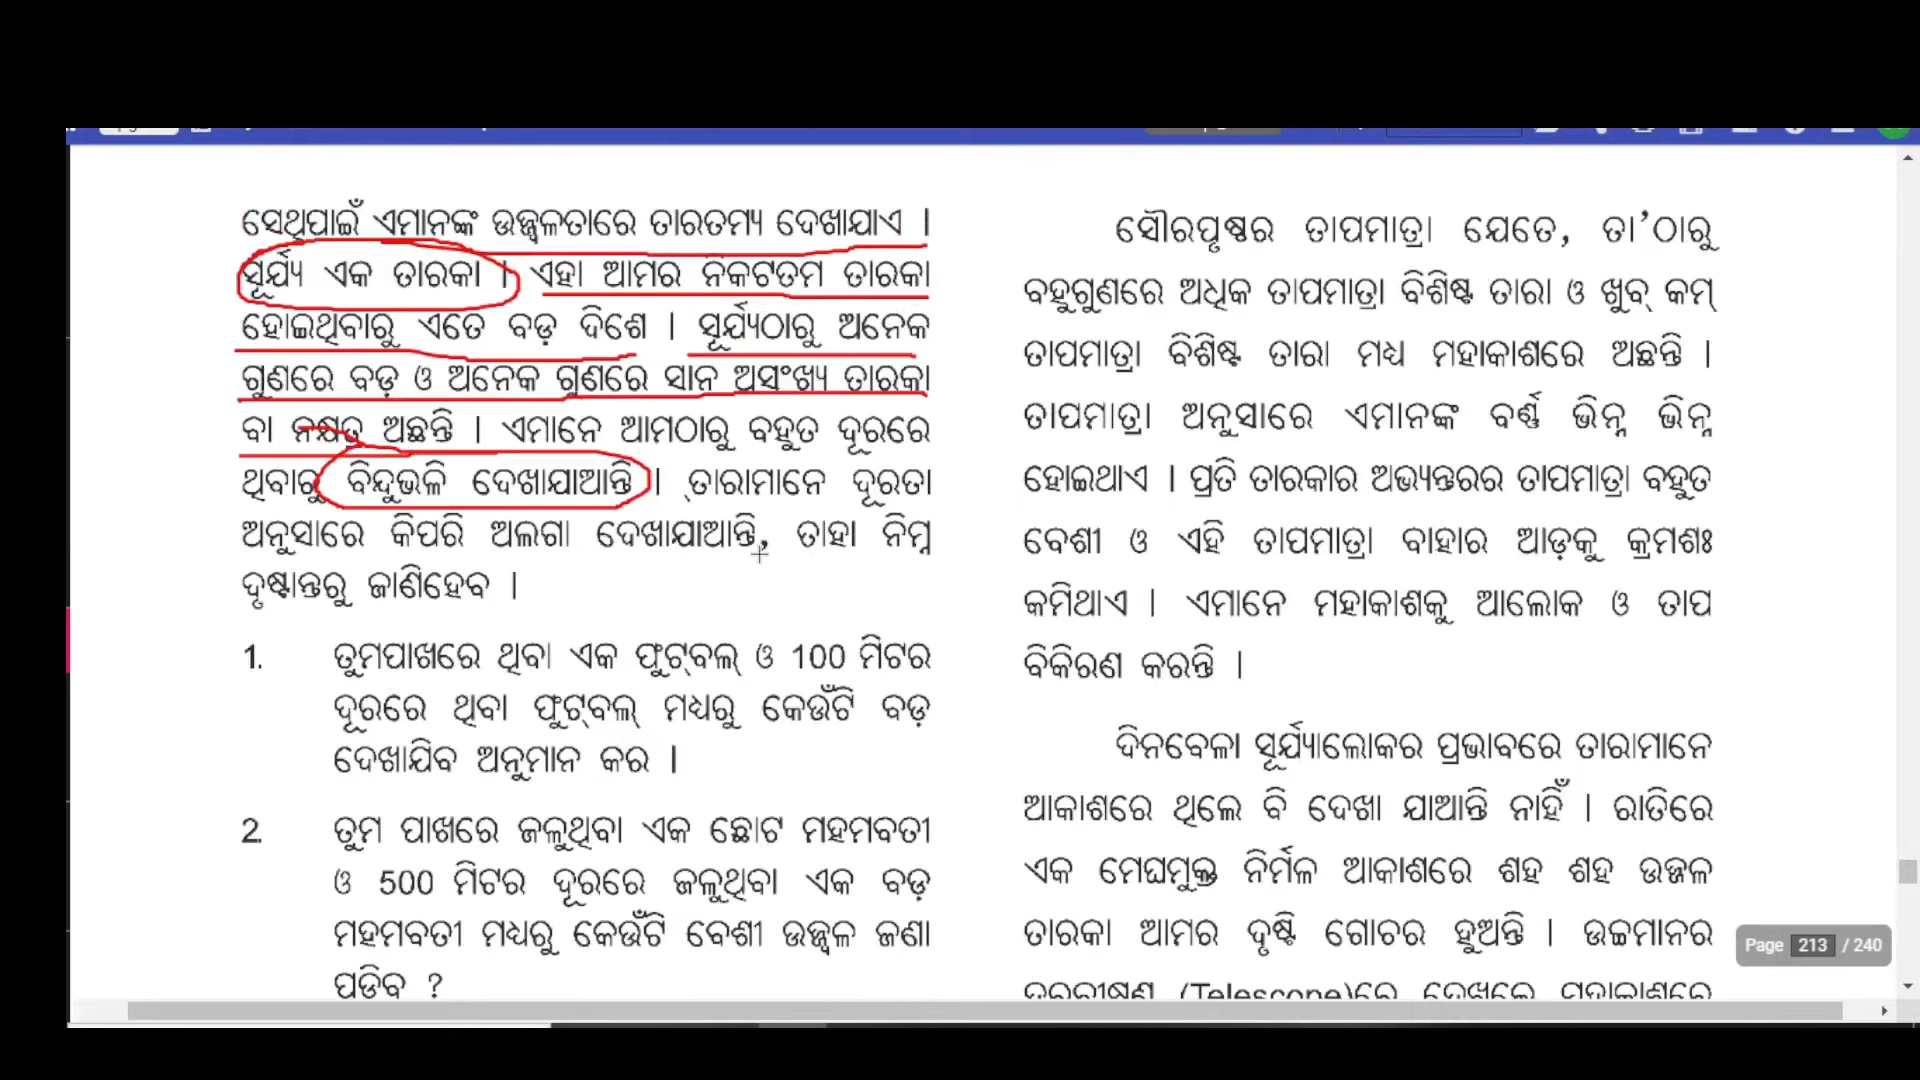 ସେଥିପାଇଁ ଏମାନଙ୍କ ଉଜ୍ଜ୍ୱଳତାରେ ତାରତମ୍ୟ ଦେଖାଯାଏ ।
ସୂର୍ଯ୍ୟ ଏକ ତାରକା । ଏହା ଆମର ନିକଟତମ ତାରକା
ହୋଇଥିବାରୁ ଏତେ ବଡ଼ ଦିଶେ । ସୂର୍ଯ୍ୟଠାରୁ ଅନେକ
ଗୁଣରେ ବଡ଼ ଓ ଅନେକ ଗୁଣରେ ସାନ ଅସଂଖ୍ୟ ତାରକା
ବା ନକ୍ଷତ୍ର ଅଛନ୍ତି । ଏମାନେ ଆମଠାରୁ ବହୁତ ଦୂରରେ
ଥିବାରୁ ବିନ୍ଦୁଭଳି ଦେଖାଯାଆନ୍ତି । ତାରାମାନେ ଦୂରତା
ଅନୁସାରେ କିପରି ଅଲଗା ଦେଖାଯାଆନ୍ତି, ତାହା ନିମ୍ନ
ଦୃଷ୍ଟାନ୍ତରୁ ଜାଣିହେବ ।
1. ତୁମପାଖରେ ଥିବା ଏକ ଫୁଟ୍‌ବଲ୍ ଓ 100 ମିଟର
ଦୂରରେ ଥିବା ଫୁଟ୍‌ବଲ୍ ମଧ୍ୟରୁ କେଉଁଟି ବଡ଼
ଦେଖାଯିବ ଅନୁମାନ କର ।
2. ତୁମ ପାଖରେ ଜଳୁଥିବା ଏକ ଛୋଟ ମହମବତୀ
ଓ 500 ମିଟର ଦୂରରେ ଜଳୁଥିବା ଏକ ବଡ଼
ମହମବତୀ ମଧ୍ୟରୁ କେଉଁଟି ବେଶୀ ଉଜ୍ଜ୍ୱଳ ଜଣା
ପଡିବ ?
ସୌରପୃଷ୍ଠର ତାପମାତ୍ରା ଯେତେ, ତା’ଠାରୁ
ବହୁଗୁଣରେ ଅଧିକ ତାପମାତ୍ରା ବିଶିଷ୍ଟ ତାରା ଓ ଖୁବ୍ କମ୍
ତାପମାତ୍ରା ବିଶିଷ୍ଟ ତାରା ମଧ୍ୟ ମହାକାଶରେ ଅଛନ୍ତି ।
ତାପମାତ୍ରା ଅନୁସାରେ ଏମାନଙ୍କ ବର୍ଣ୍ଣ ଭିନ୍ନ ଭିନ୍ନ
ହୋଇଥାଏ । ପ୍ରତି ତାରକାର ଅଭ୍ୟନ୍ତରର ତାପମାତ୍ରା ବହୁତ
ବେଶୀ ଓ ଏହି ତାପମାତ୍ରା ବାହାର ଆଡ଼କୁ କ୍ରମଶଃ
କମିଥାଏ । ଏମାନେ ମହାକାଶକୁ ଆଲୋକ ଓ ତାପ
ବିକିରଣ କରନ୍ତି ।
ଦିନବେଳା ସୂର୍ଯ୍ୟାଲୋକର ପ୍ରଭାବରେ ତାରାମାନେ
ଆକାଶରେ ଥିଲେ ବି ଦେଖା ଯାଆନ୍ତି ନାହିଁ । ରାତିରେ
ଏକ ମେଘମୁକ୍ତ ନିର୍ମଳ ଆକାଶରେ ଶହ ଶହ ଉଜ୍ଜଳ
ତାରକା ଆମର ଦୃଷ୍ଟି ଗୋଚର ହୁଅନ୍ତି । ଉଚ୍ଚମାନର
ଦୂରବୀକ୍ଷଣ (Telescope)ରେ ଦେଖିଲେ ମହାକାଶରେ
Page 213 / 240